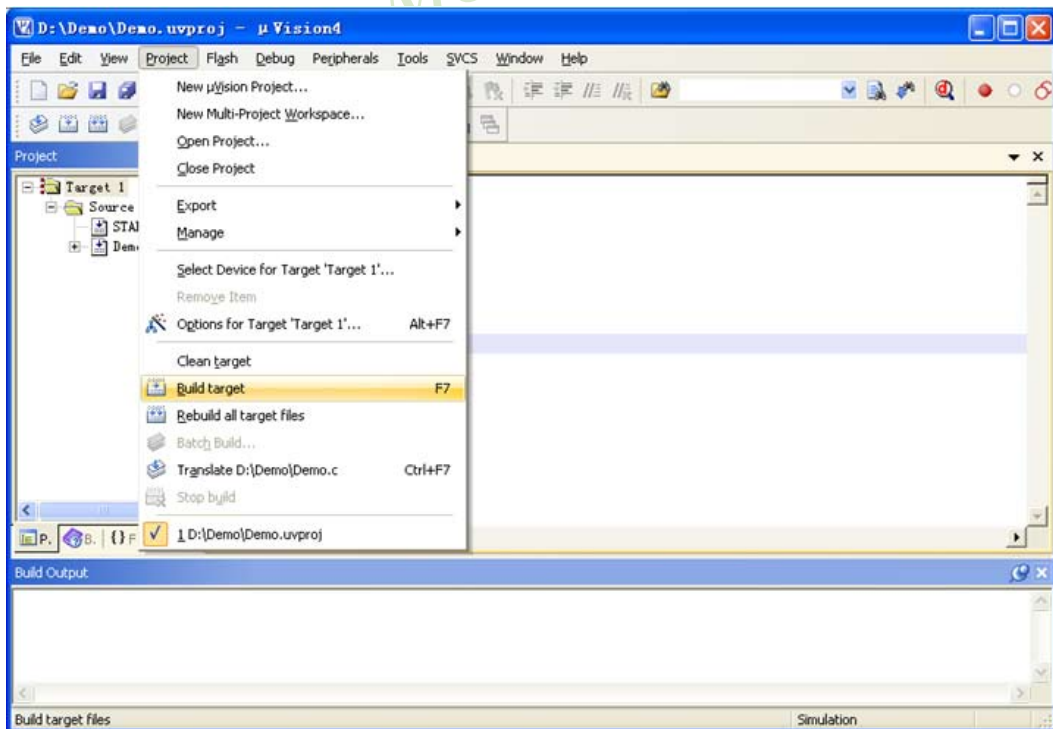 D:\Demo\Demo.uvproj - µVision4
File Edit View Project Flash Debug Peripherals Tools SVCS Window Help
New µVision Project...
New Multi-Project Workspace...
Open Project...
Close Project
Export
Manage
Select Device for Target 'Target 1'...
Remove Item
Options for Target 'Target 1'... Alt+F7
Clean target
Build target F7
Rebuild all target files
Batch Build...
Translate D:\Demo\Demo.c Ctrl+F7
Stop build
1 D:\Demo\Demo.uvproj
Project
Target 1
Source
STA
Dem
P. B. {} F
Build Output
Build target files Simulation